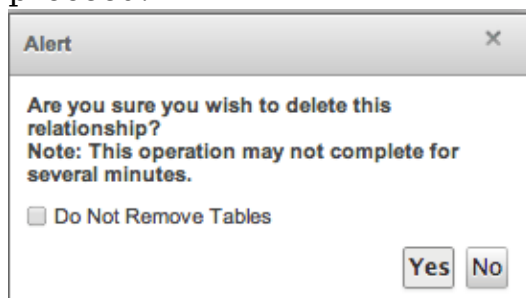 Alert
Are you sure you wish to delete this
relationship?
Note: This operation may not complete for
several minutes.
Do Not Remove Tables
Yes No